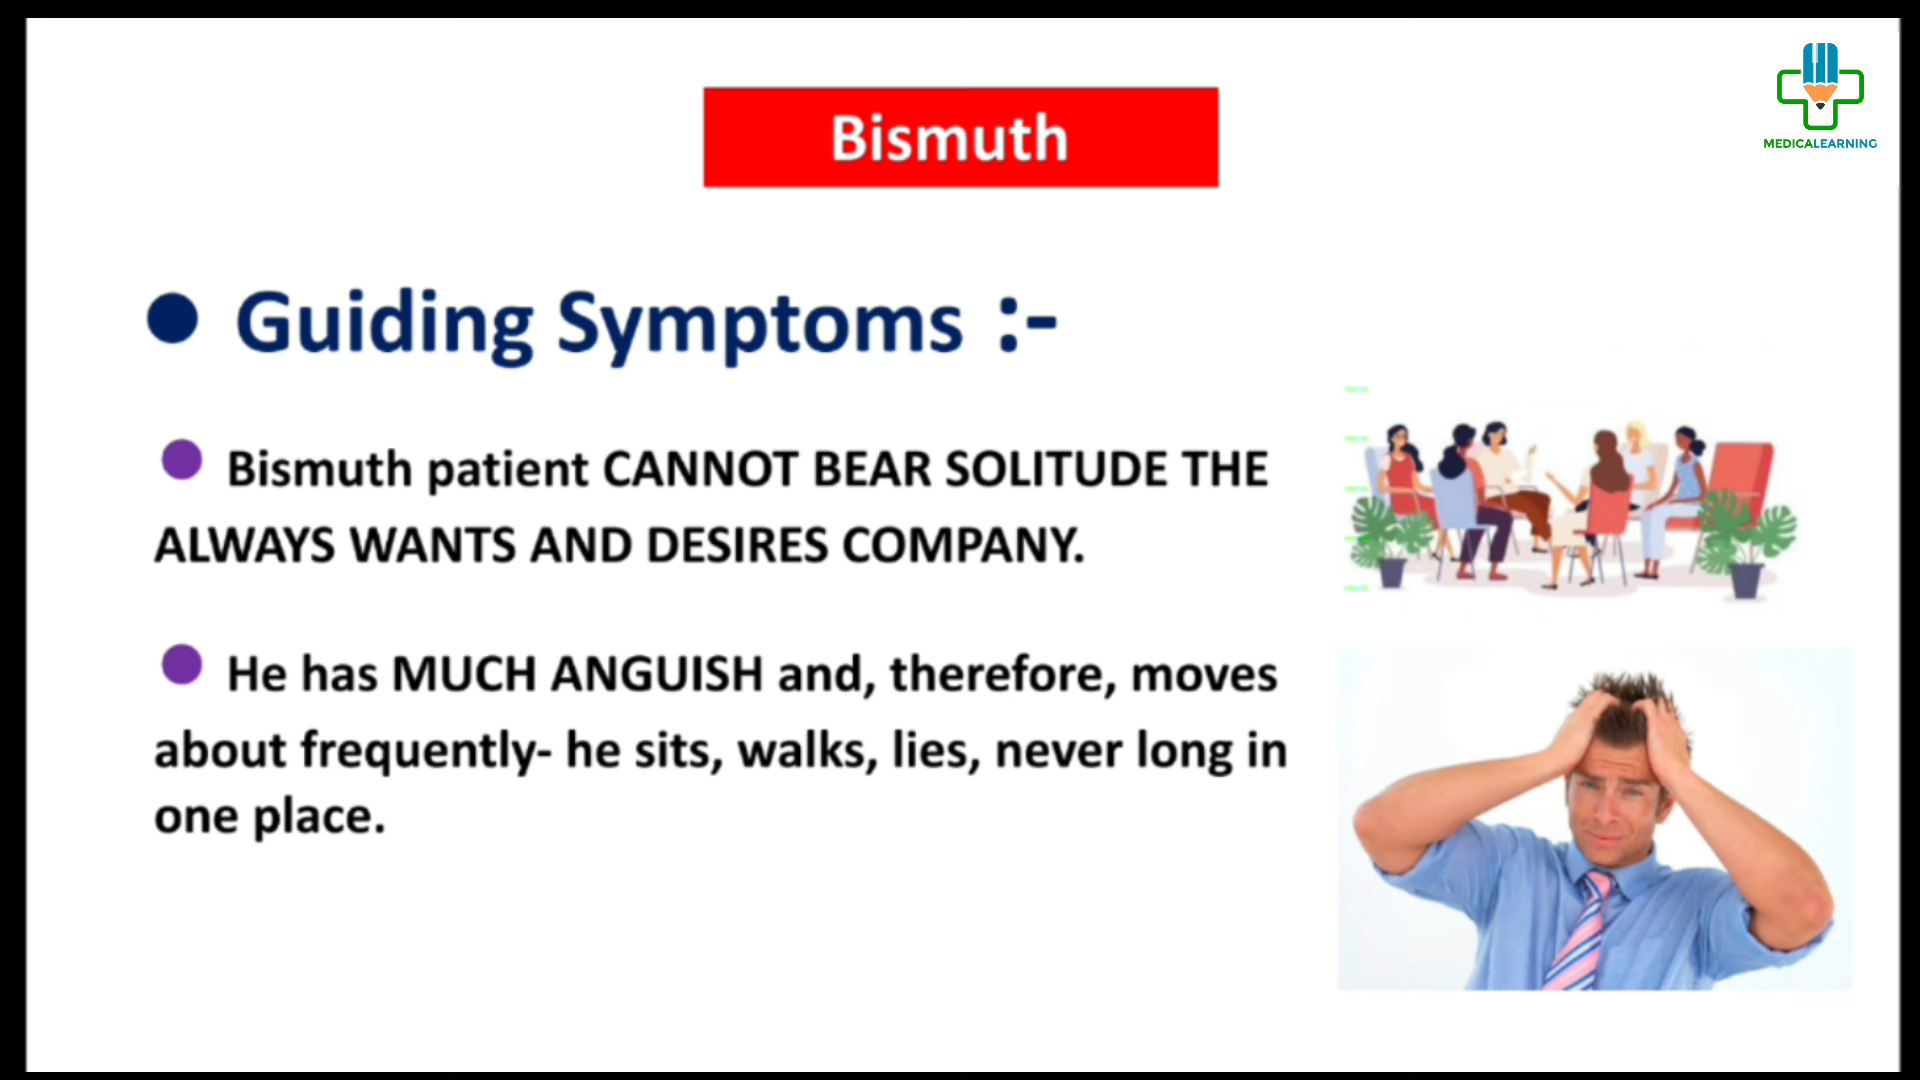 MEDICALEARNING
Bismuth
Guiding Symptoms :-
Bismuth patient CANNOT BEAR SOLITUDE THE
ALWAYS WANTS AND DESIRES COMPANY.
He has MUCH ANGUISH and, therefore, moves
about frequently- he sits, walks, lies, never long in
one place.